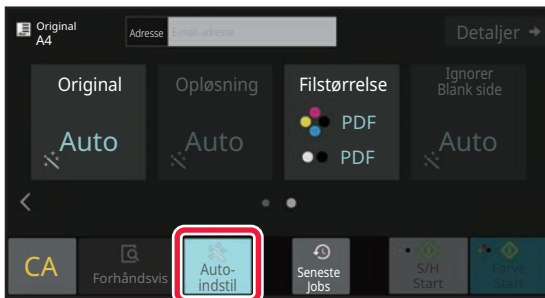 Original
A4
Adresse
E-mail-adresse
Detaljer
Original
Auto
Opløsning
Auto
Filstørrelse
PDF
PDF
Ignorer
Blank side
Auto
CA
Forhåndsvis
Auto-
indstil
Seneste
Jobs
S/H
Start
Farve
Start